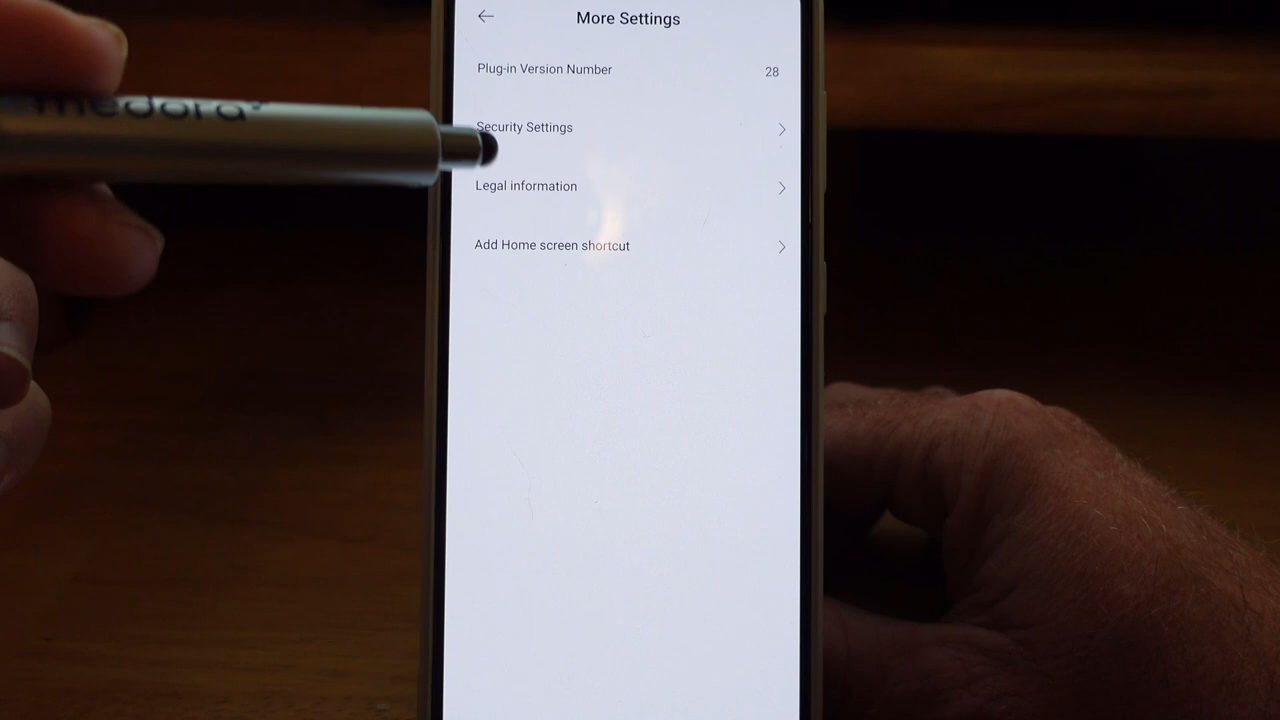 medora
More Settings
Plug-in Version Number 28
Security Settings
Legal information
Add Home screen shortcut